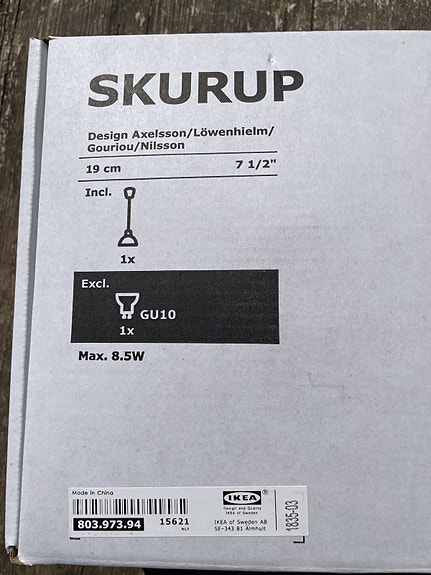 SKURUP
Design Axelsson/Löwenhielm/
Gouriou/Nilsson
19 cm 7 1/2"
Incl.
1x
Excl.
GU10
1x
Max. 8.5W
Made in China
803.973.94 15621
IKEA®
Design and Quality
IKEA of Sweden
IKEA of Sweden AB
SE-343 81 Älmhult
1835-03